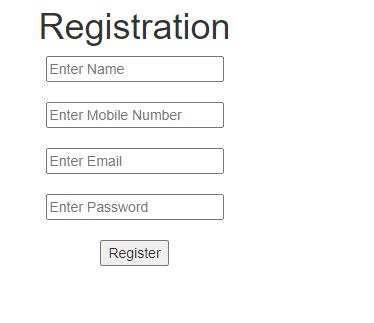 Registration
Enter Name
Enter Mobile Number
Enter Email
Enter Password
Register